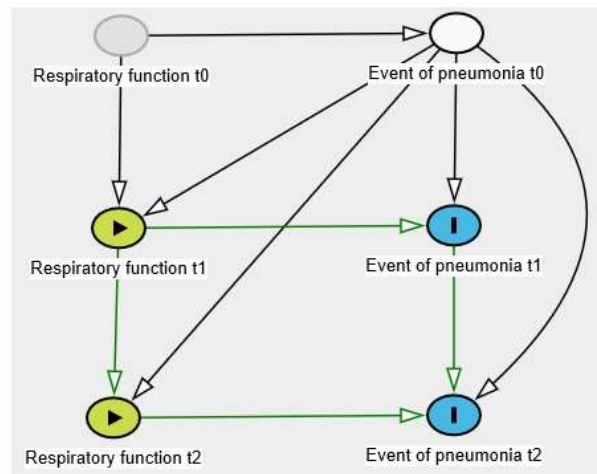 Respiratory function t0
Event of pneumonia t0
Respiratory function t1
Event of pneumonia t1
Respiratory function t2
Event of pneumonia t2